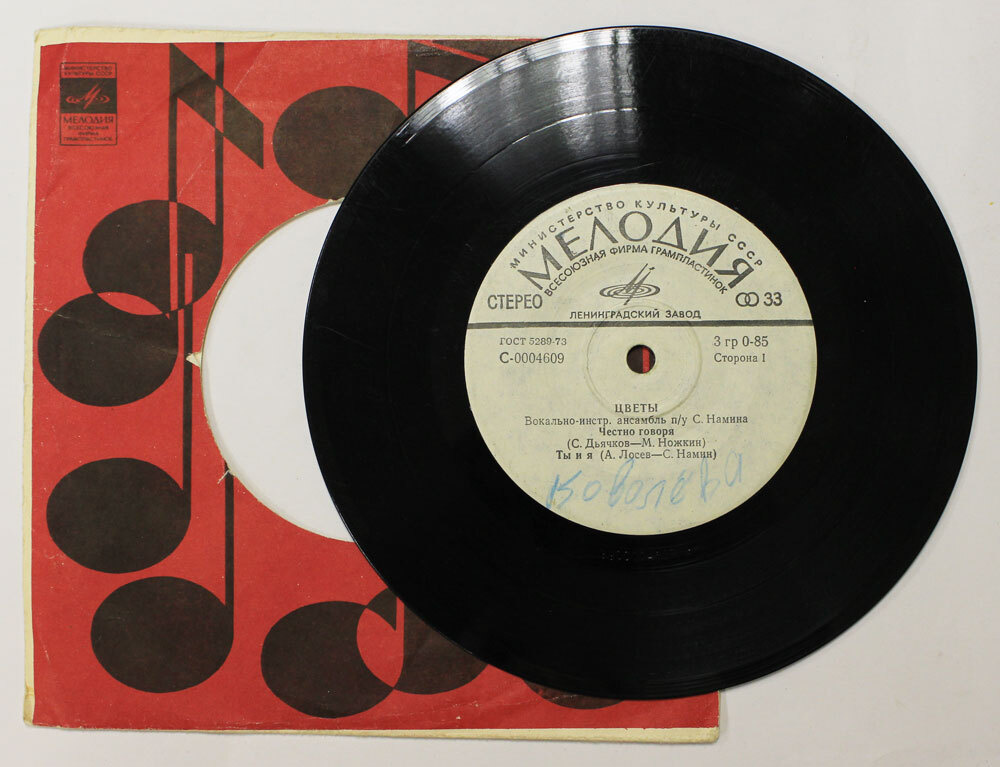 МИНИСТЕРСТВО
КУЛЬТУРЫ СССР
МЕЛОДИЯ
ВСЕСОЮЗНАЯ
ФИРМА
ГРАМПЛАСТИНОК
МИНИСТЕРСТВО КУЛЬТУРЫ СССР
МЕЛОДИЯ
ВСЕСОЮЗНАЯ ФИРМА ГРАМПЛАСТИНОК
СТЕРЕО 33
ЛЕНИНГРАДСКИЙ ЗАВОД
ГОСТ 5289-73 3 гр 0-85
С-0004609 Сторона I
ЦВЕТЫ
Вокально-инстр. ансамбль п/у С. Намина
Честно говоря
(С. Дьячков—М. Ножкин)
Ты и я (А. Лосев—С. Намин)